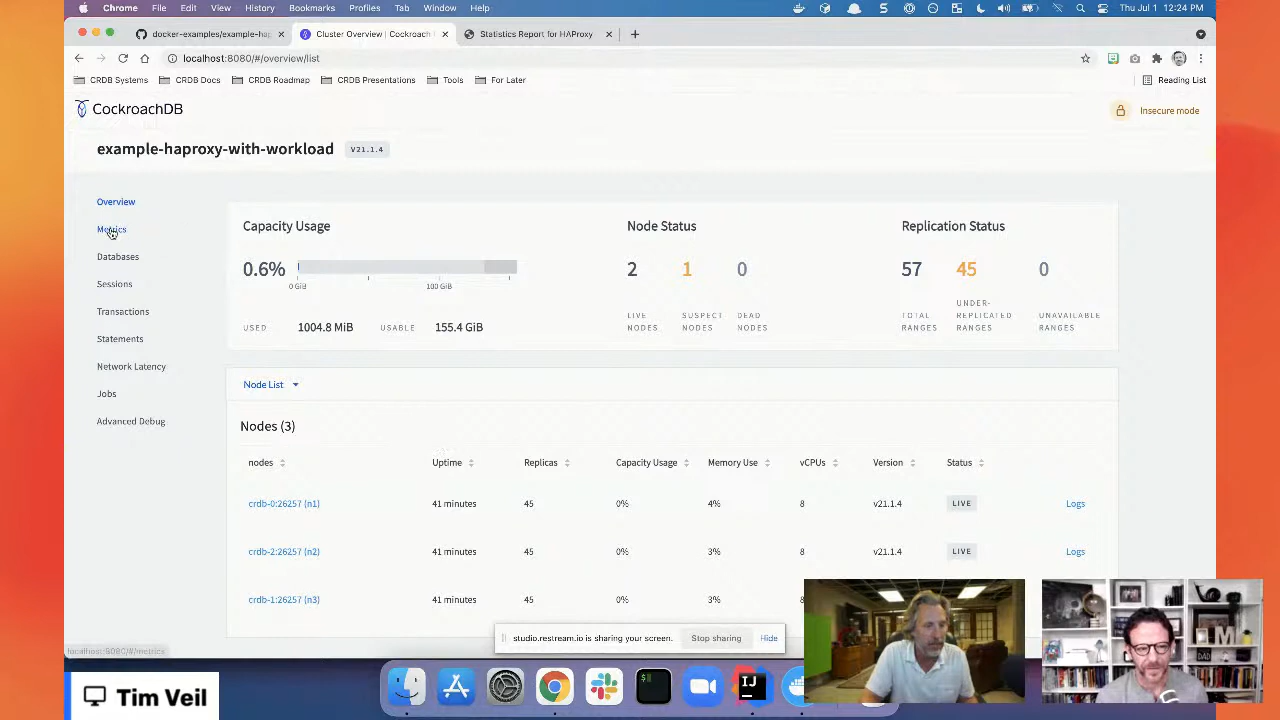 Chrome File Edit View History Bookmarks Profiles Tab Window Help
Thu Jul 1 12:24 PM
docker-examples/example-hap
Cluster Overview | Cockroach
Statistics Report for HAProxy
localhost:8080/#/overview/list
CRDB Systems CRDB Docs CRDB Roadmap CRDB Presentations Tools For Later Reading List
CockroachDB
Insecure mode
example-haproxy-with-workload V21.1.4
Overview
Metrics
Databases
Sessions
Transactions
Statements
Network Latency
Jobs
Advanced Debug
Capacity Usage
0.6%
0 GiB 100 GiB
USED 1004.8 MiB USABLE 155.4 GiB
Node Status
2 1 0
LIVE NODES
SUSPECT NODES
DEAD NODES
Replication Status
57 45 0
TOTAL RANGES
UNDER-REPLICATED RANGES
UNAVAILABLE RANGES
Node List
Nodes (3)
nodes Uptime Replicas Capacity Usage Memory Use vCPUs Version Status
crdb-0:26257 (n1) 41 minutes 45 0% 4% 8 v21.1.4 LIVE Logs
crdb-2:26257 (n2) 41 minutes 45 0% 3% 8 v21.1.4 LIVE Logs
crdb-1:26257 (n3) 41 minutes 45 0% 3% 8
studio.restream.io is sharing your screen. Stop sharing Hide
localhost:8080/#/metrics
IJ
M
Tim Veil